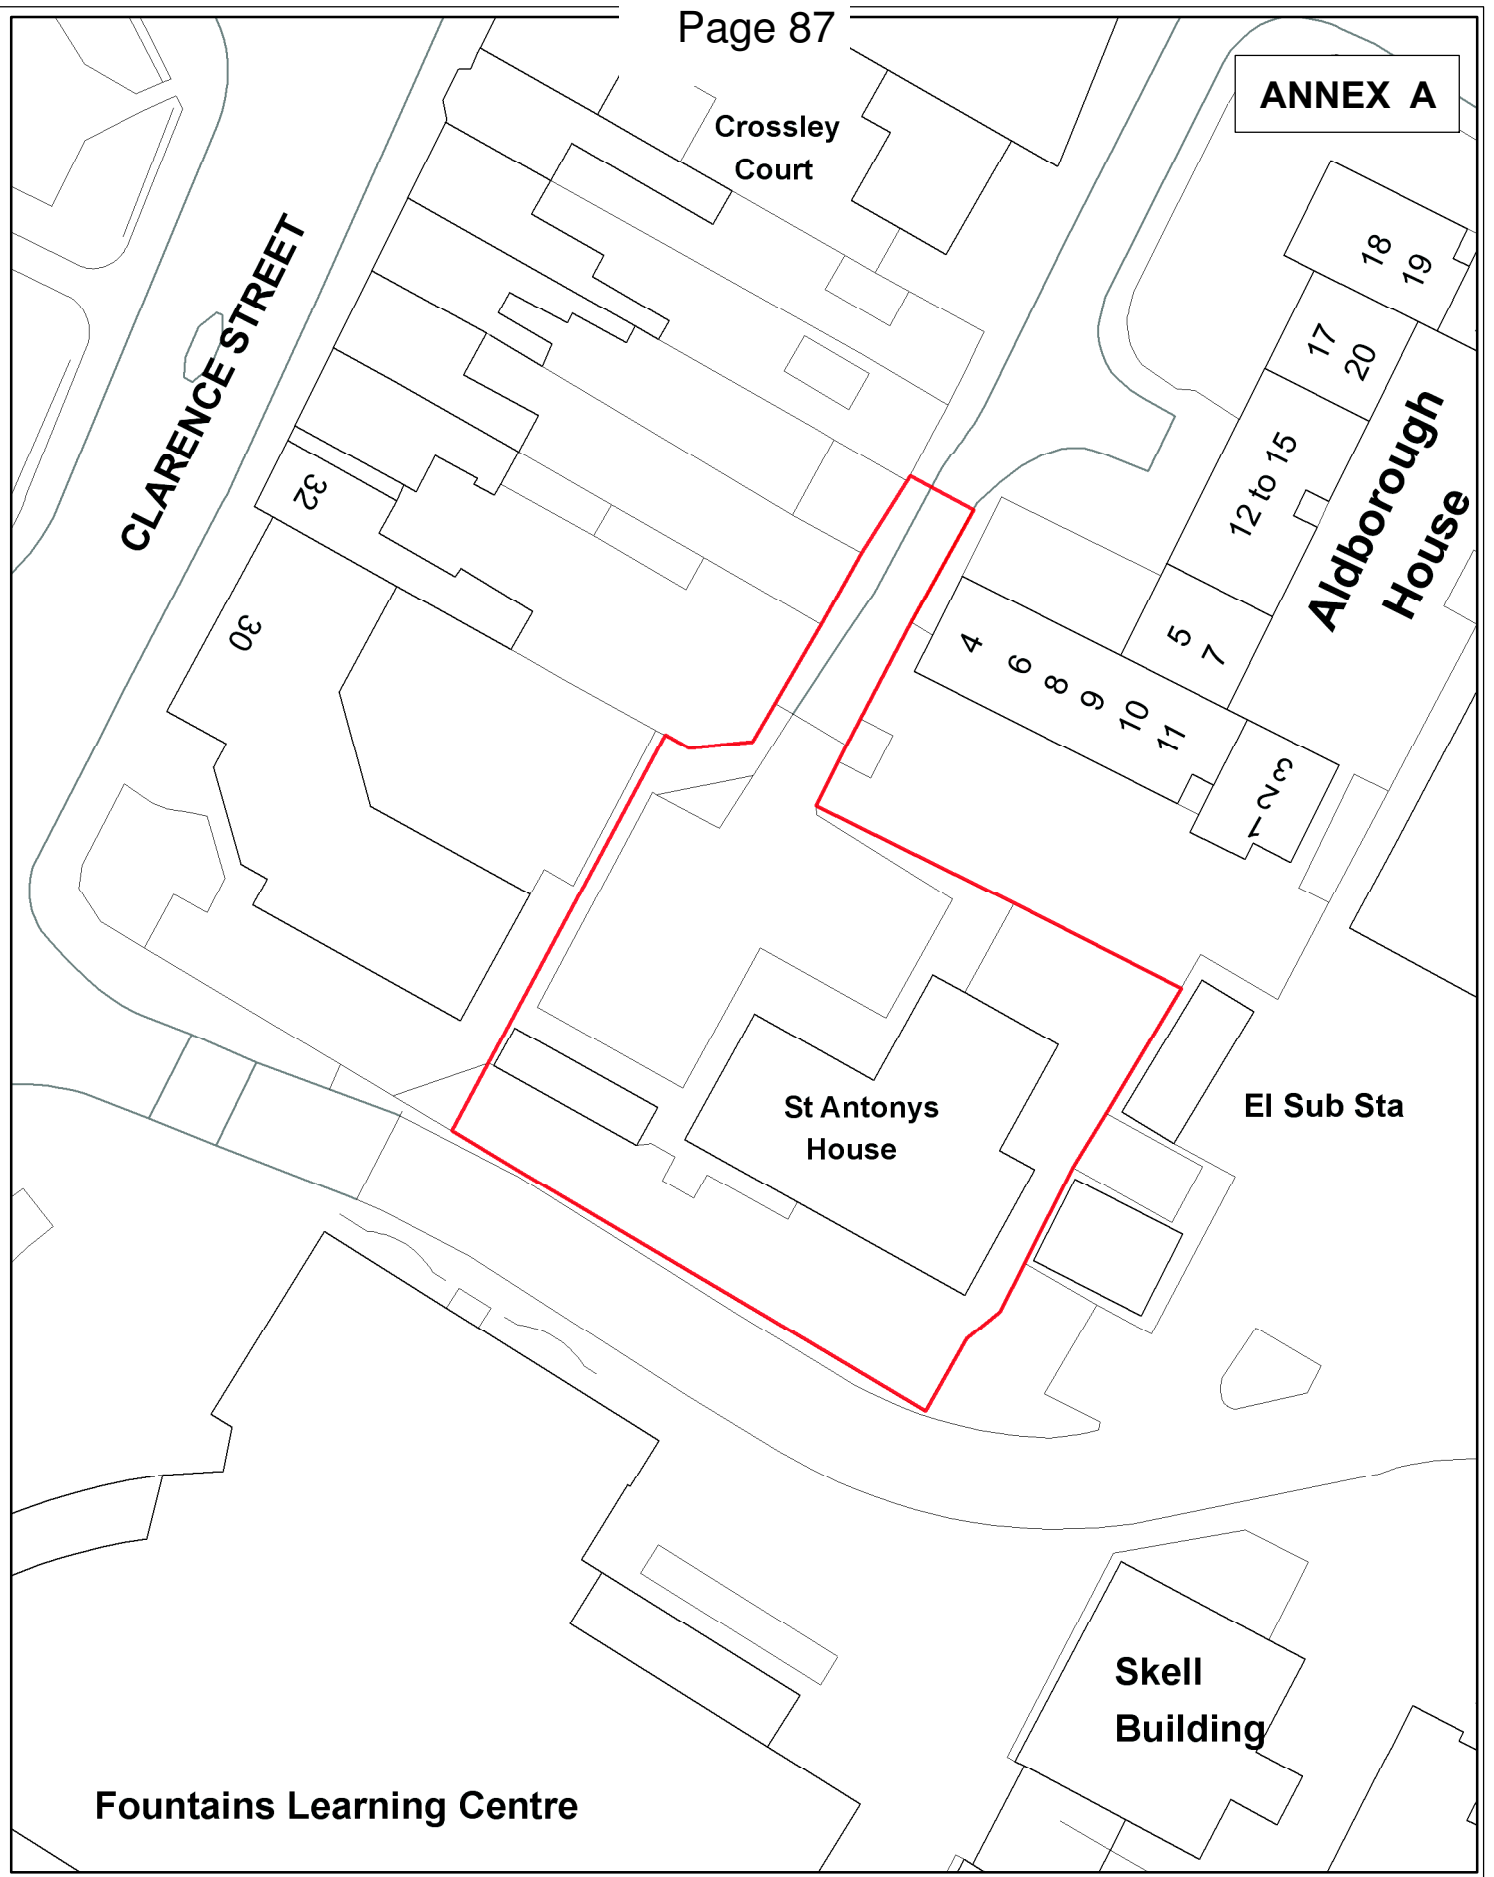 Page 87
ANNEX A
Crossley
Court
CLARENCE STREET
18
19
17
20
12 to 15
Aldborough
House
32
30
5
7
4
6
8
9
10
11
3
2
1
St Antonys
House
El Sub Sta
Skell
Building
Fountains Learning Centre